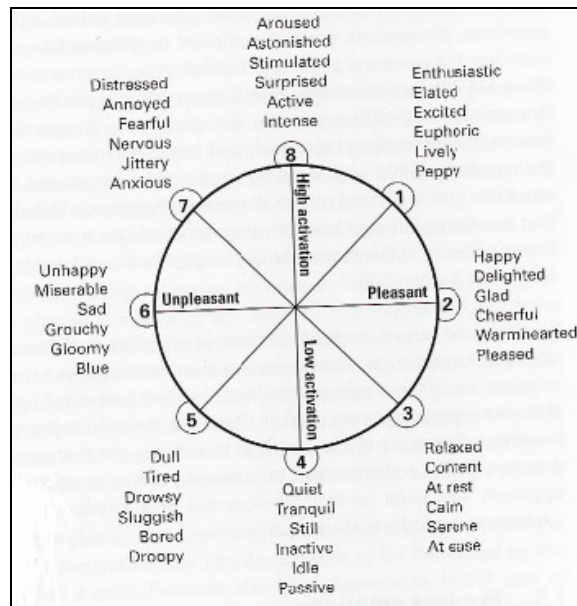 Aroused
Astonished
Stimulated
Surprised
Active
Intense
8
High activation
Enthusiastic
Elated
Excited
Euphoric
Lively
Peppy
1
Pleasant
2
Happy
Delighted
Glad
Cheerful
Warmhearted
Pleased
3
Relaxed
Coment
At rest
Calm
Serene
At ease
Low activation
4
Quiet
Tranquil
Still
Inactive
Idle
Passive
5
Dull
Tired
Drowsy
Sluggish
Bored
Droopy
Unpleasant
6
Unhappy
Miserable
Sad
Grouchy
Gloomy
Blue
7
Distressed
Annoyed
Fearful
Nervous
Jittery
Anxious